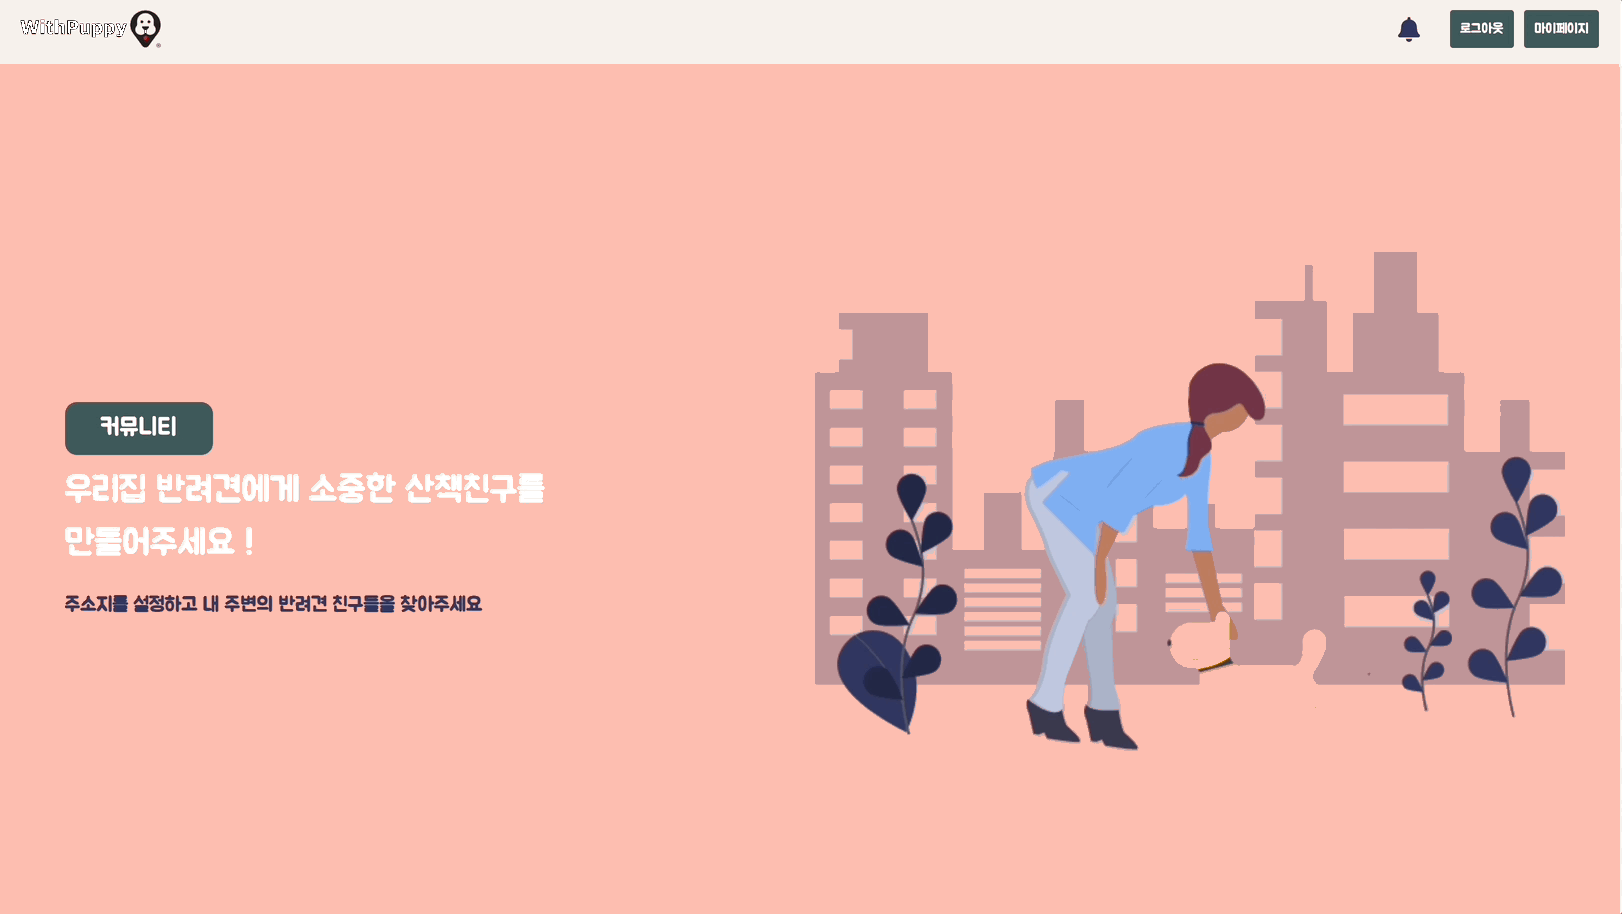 WithPuppy
로그아웃
마이페이지
커뮤니티
우리집 반려견에게 소중한 산책친구를
만들어주세요 !
주소지를 설정하고 내 주변의 반려견 친구들을 찾아주세요